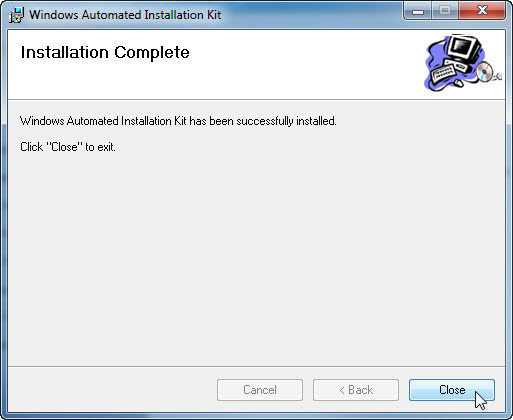 Windows Automated Installation Kit
Installation Complete
Windows Automated Installation Kit has been successfully installed.
Click "Close" to exit.
Cancel
< Back
Close